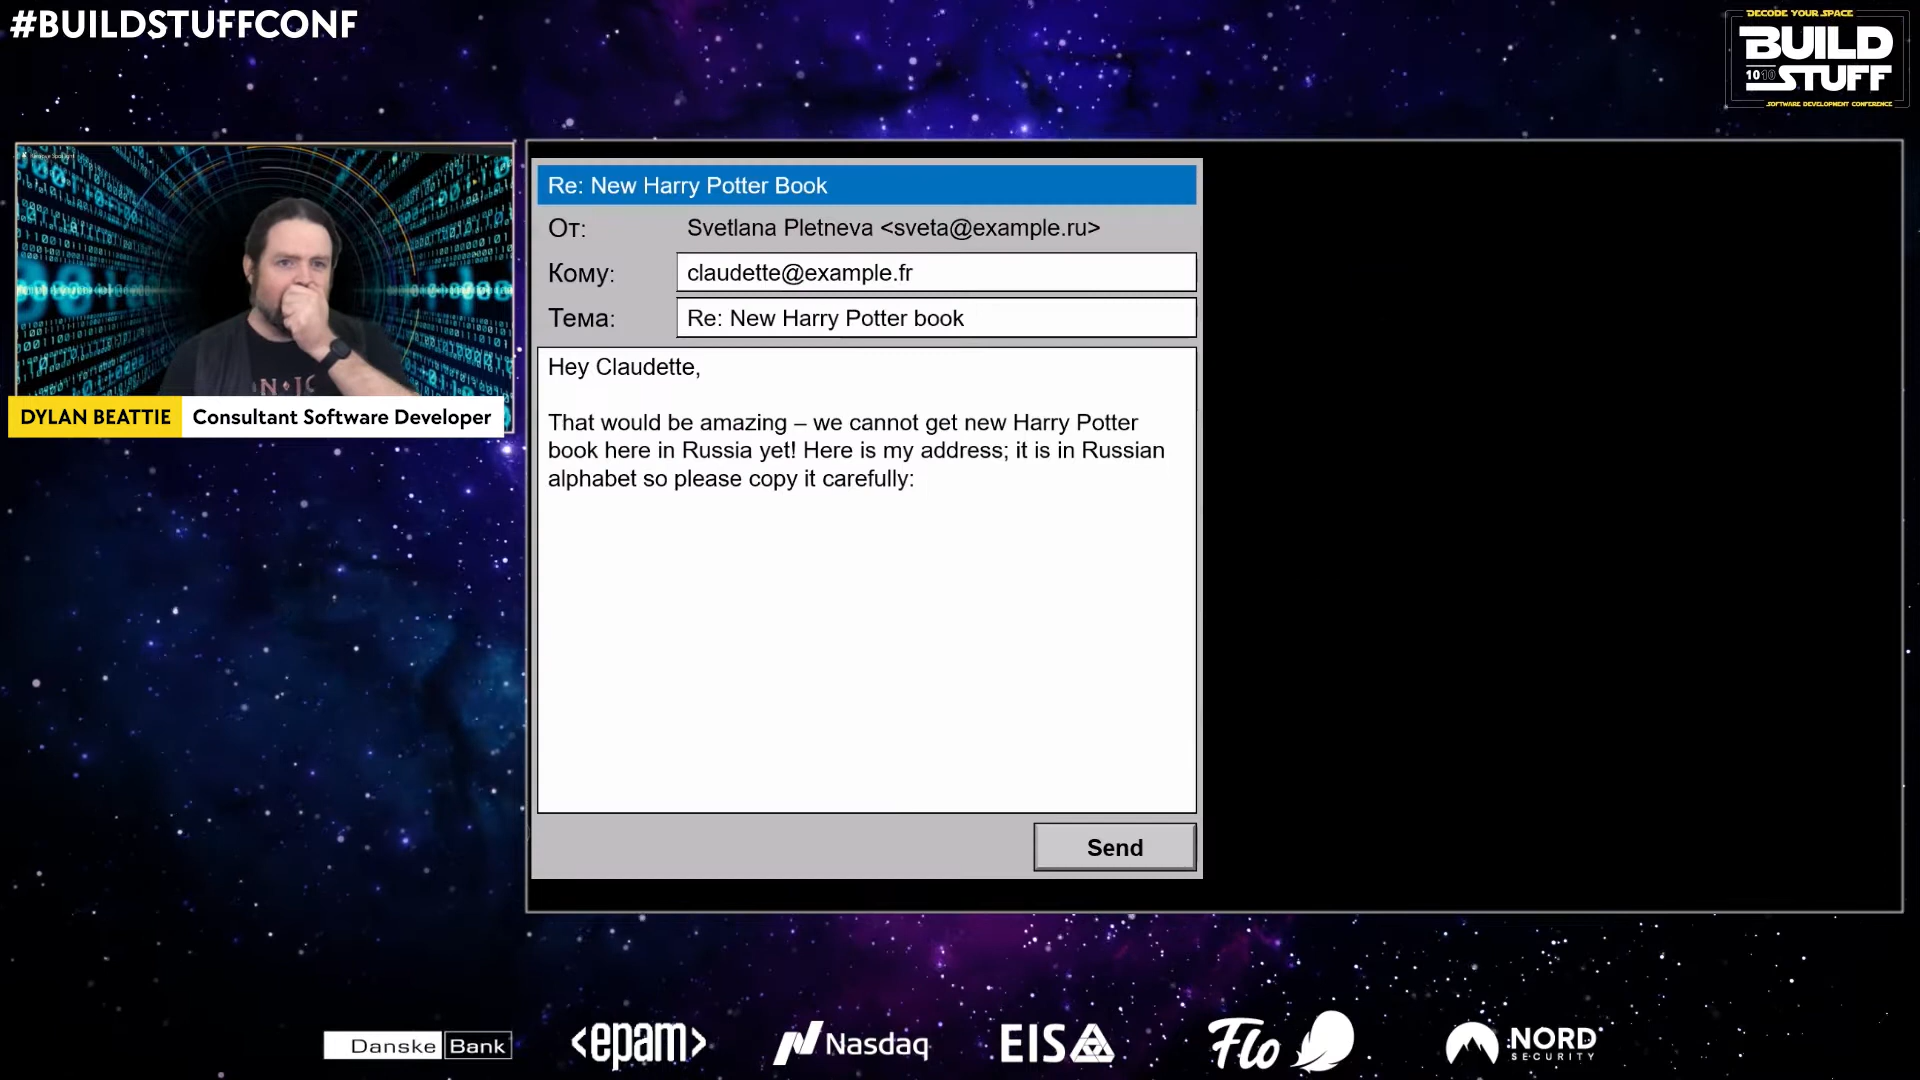 #BUILDSTUFFCONF
DECODE YOUR SPACE
BUILD
STUFF
SOFTWARE DEVELOPMENT CONFERENCE
DYLAN BEATTIE Consultant Software Developer
Re: New Harry Potter Book
От: Svetlana Pletneva <sveta@example.ru>
Кому: claudette@example.fr
Тема: Re: New Harry Potter book
Hey Claudette,
That would be amazing – we cannot get new Harry Potter
book here in Russia yet! Here is my address; it is in Russian
alphabet so please copy it carefully:
Send
Danske Bank
<epam>
Nasdaq
EIS
Flo
NORD
SECURITY